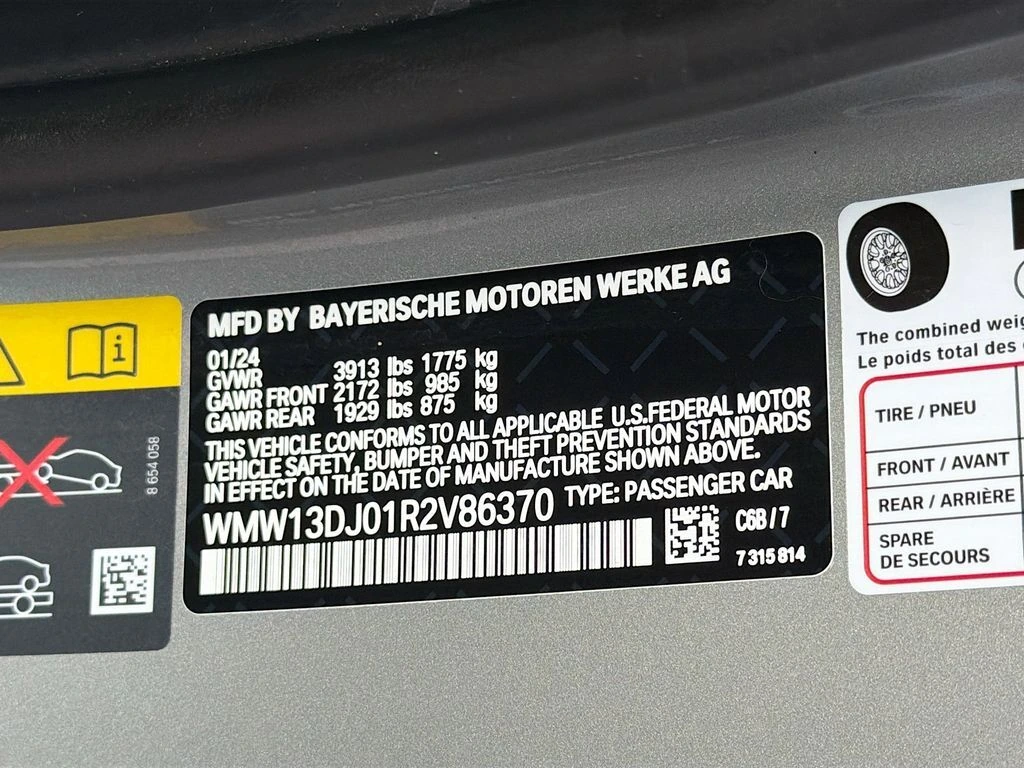 MFD BY BAYERISCHE MOTOREN WERKE AG
01/24
GVWR 3913 lbs 1775 kg
GAWR FRONT 2172 lbs 985 kg
GAWR REAR 1929 lbs 875 kg
THIS VEHICLE CONFORMS TO ALL APPLICABLE U.S.FEDERAL MOTOR
VEHICLE SAFETY, BUMPER AND THEFT PREVENTION STANDARDS
IN EFFECT ON THE DATE OF MANUFACTURE SHOWN ABOVE.
WMW13DJ01R2V86370 TYPE: PASSENGER CAR
C6B/7
7 315 814
8 654 058
The combined
Le poids total des
TIRE / PNEU
FRONT / AVANT
REAR / ARRIÈRE
SPARE
DE SECOURS